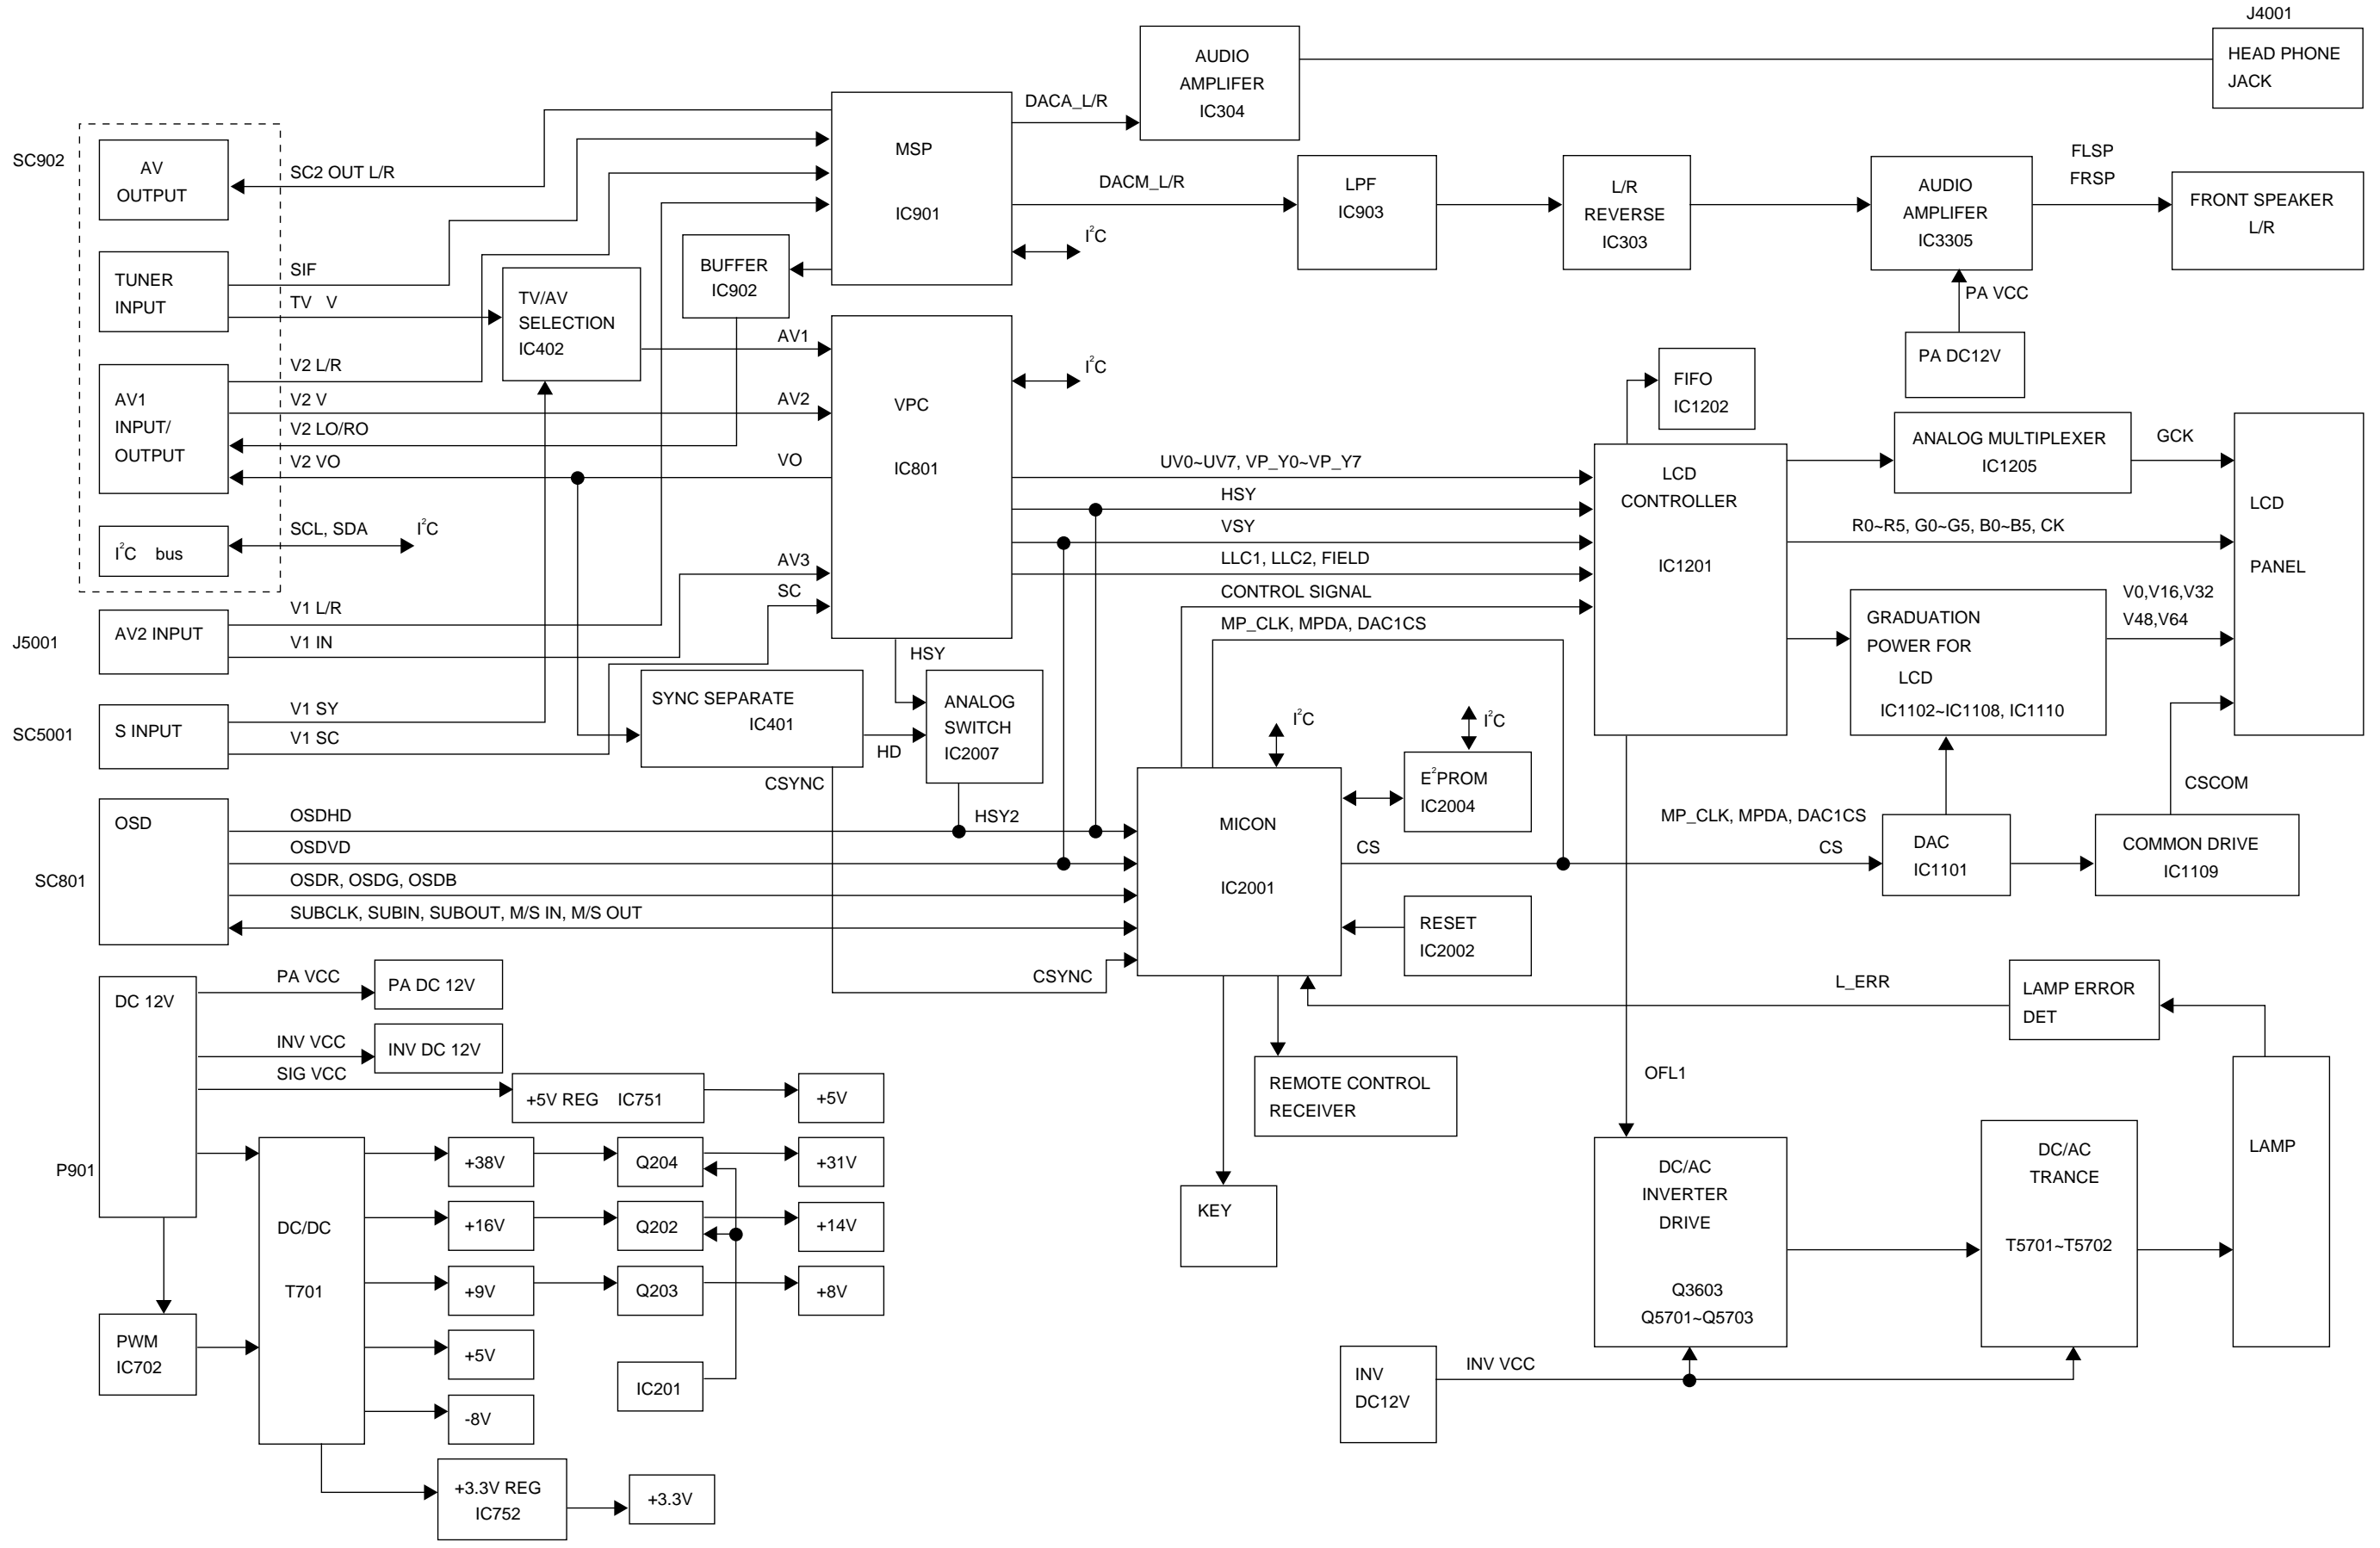 J4001
HEAD PHONE
JACK
AUDIO
AMPLIFER
IC304
DACA_L/R
MSP
IC901
SC902
AV
OUTPUT
SC2 OUT L/R
DACM_L/R
LPF
IC903
L/R
REVERSE
IC303
AUDIO
AMPLIFER
IC3305
FLSP
FRSP
FRONT SPEAKER
L/R
I²C
PA VCC
PA DC12V
TUNER
INPUT
SIF
TV V
BUFFER
IC902
TV/AV
SELECTION
IC402
AV1
INPUT/
OUTPUT
V2 L/R
V2 V
V2 LO/RO
V2 VO
AV1
AV2
VO
AV3
SC
VPC
IC801
I²C
I²C bus
SCL, SDA
I²C
J5001
AV2 INPUT
V1 L/R
V1 IN
SC5001
S INPUT
V1 SY
V1 SC
SYNC SEPARATE
IC401
HSY
HD
CSYNC
ANALOG
SWITCH
IC2007
UV0~UV7, VP_Y0~VP_Y7
HSY
VSY
LLC1, LLC2, FIELD
CONTROL SIGNAL
MP_CLK, MPDA, DAC1CS
FIFO
IC1202
LCD
CONTROLLER
IC1201
ANALOG MULTIPLEXER
IC1205
GCK
R0~R5, G0~G5, B0~B5, CK
LCD
PANEL
GRADUATION
POWER FOR
LCD
IC1102~IC1108, IC1110
V0,V16,V32
V48,V64
CSCOM
SC801
OSD
OSDHD
HSY2
OSDVD
OSDR, OSDG, OSDB
SUBCLK, SUBIN, SUBOUT, M/S IN, M/S OUT
CSYNC
MICON
IC2001
I²C
I²C
E²PROM
IC2004
CS
RESET
IC2002
MP_CLK, MPDA, DAC1CS
CS
DAC
IC1101
COMMON DRIVE
IC1109
L_ERR
LAMP ERROR
DET
P901
DC 12V
PA VCC
PA DC 12V
INV VCC
INV DC 12V
SIG VCC
+5V REG IC751
+5V
DC/DC
T701
+38V
Q204
+31V
+16V
Q202
+14V
+9V
Q203
+8V
+5V
IC201
-8V
PWM
IC702
+3.3V REG
IC752
+3.3V
REMOTE CONTROL
RECEIVER
KEY
OFL1
DC/AC
INVERTER
DRIVE
Q3603
Q5701~Q5703
DC/AC
TRANCE
T5701~T5702
LAMP
INV
DC12V
INV VCC